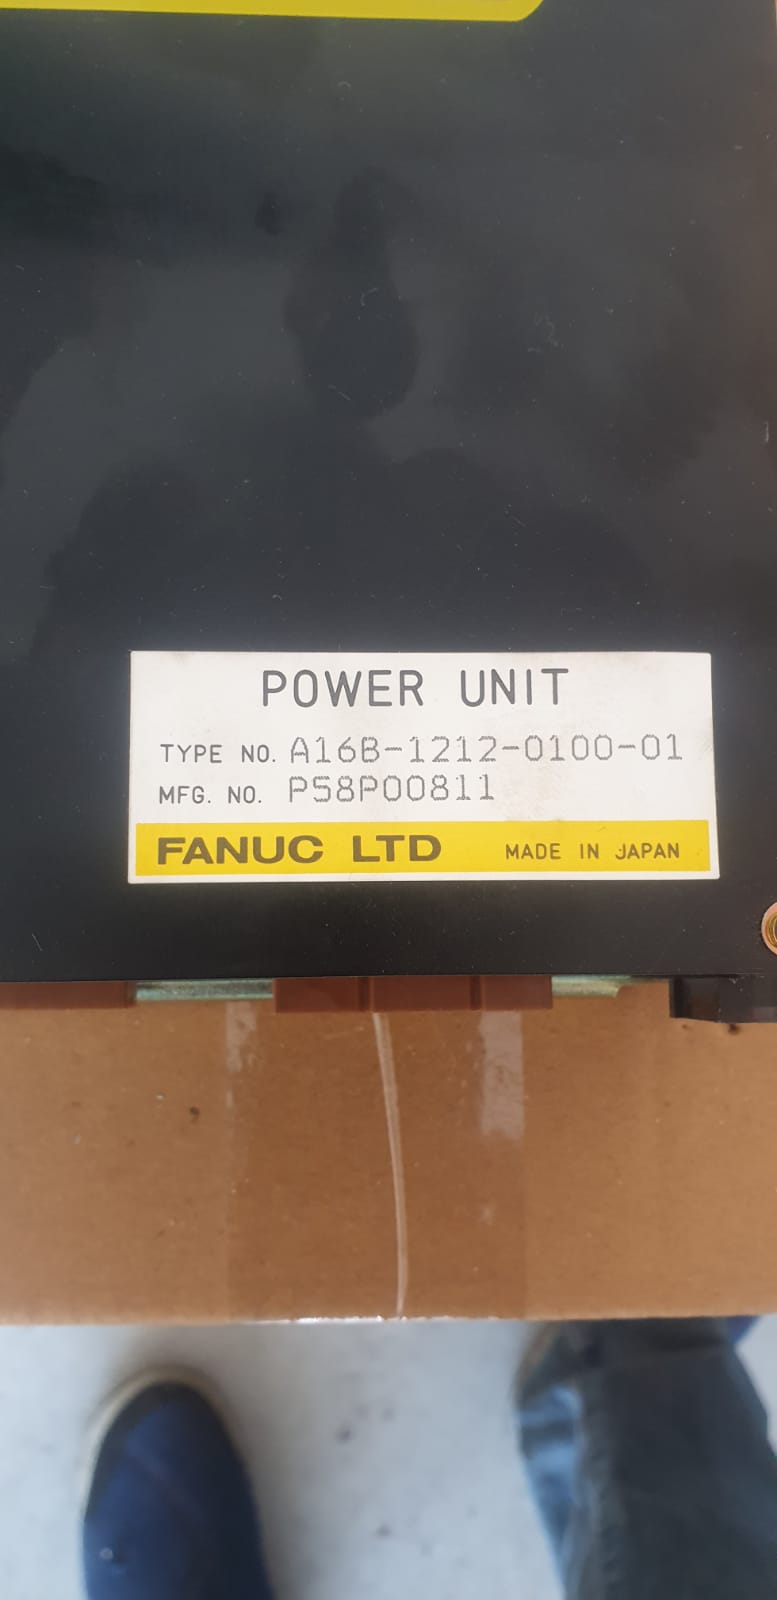 POWER UNIT
TYPE NO. A16B-1212-0100-01
MFG. NO. P58P00811
FANUC LTD MADE IN JAPAN